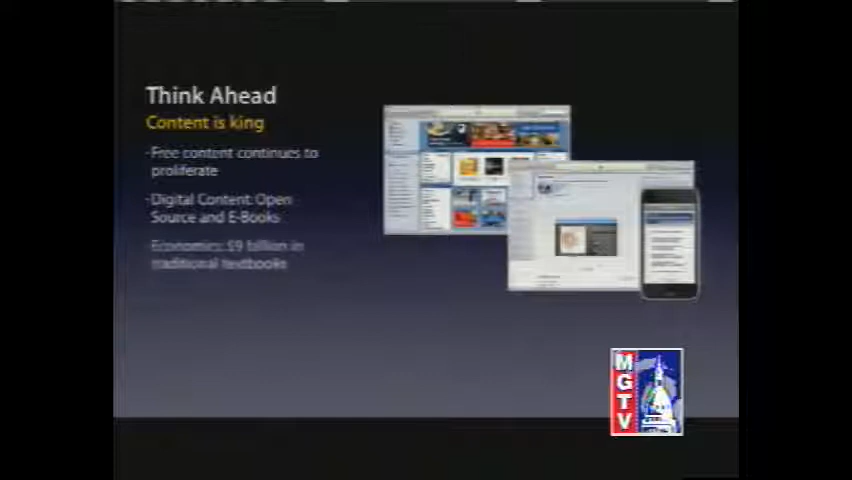 Think Ahead
Content is king
-Free content continues to
proliferate
-Digital Content: Open
Source and E-Books
-Economics: $9 billion in
traditional textbooks
MGTV